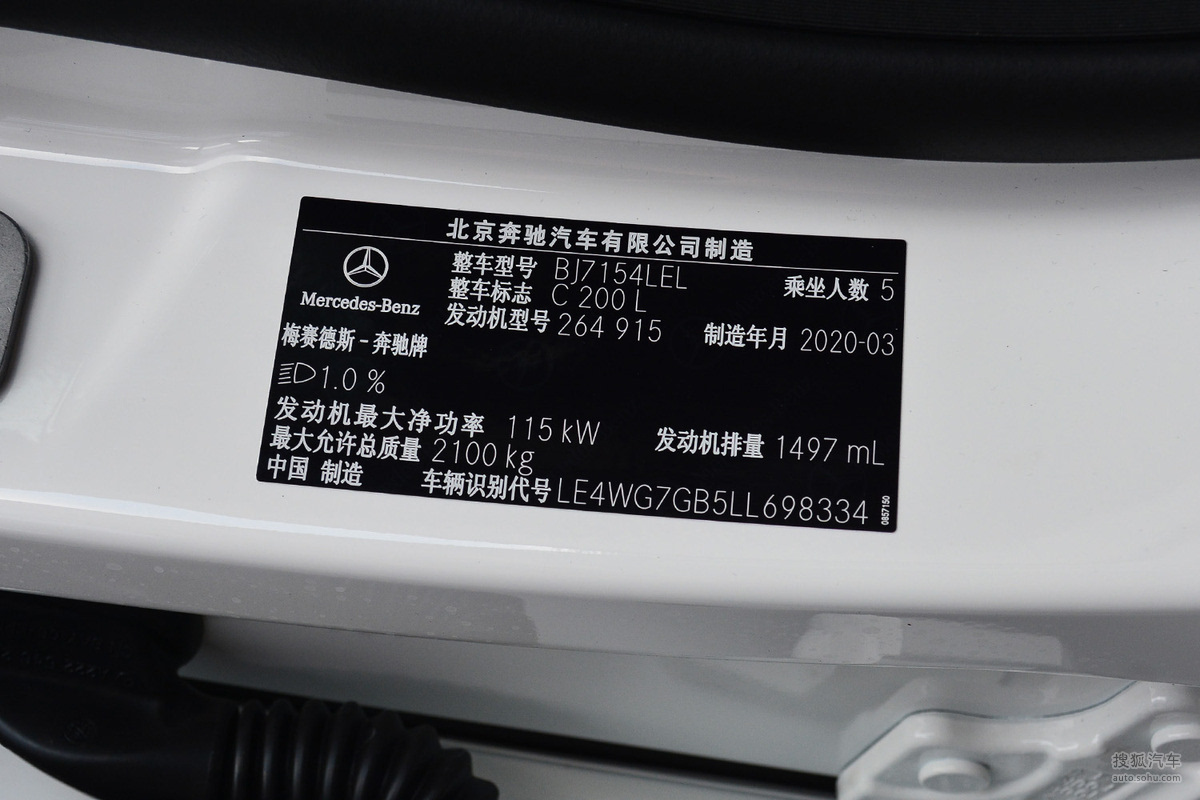 北京奔驰汽车有限公司制造
Mercedes-Benz
整车型号 BJ7154LEL 乘坐人数 5
整车标志 C 200 L
发动机型号 264 915 制造年月 2020-03
梅赛德斯-奔驰牌
1.0 %
发动机最大净功率 115 kW 发动机排量 1497 mL
最大允许总质量 2100 kg
中国 制造 车辆识别代号 LE4WG7GB5LL698334
0857150
搜狐汽车
auto.sohu.com